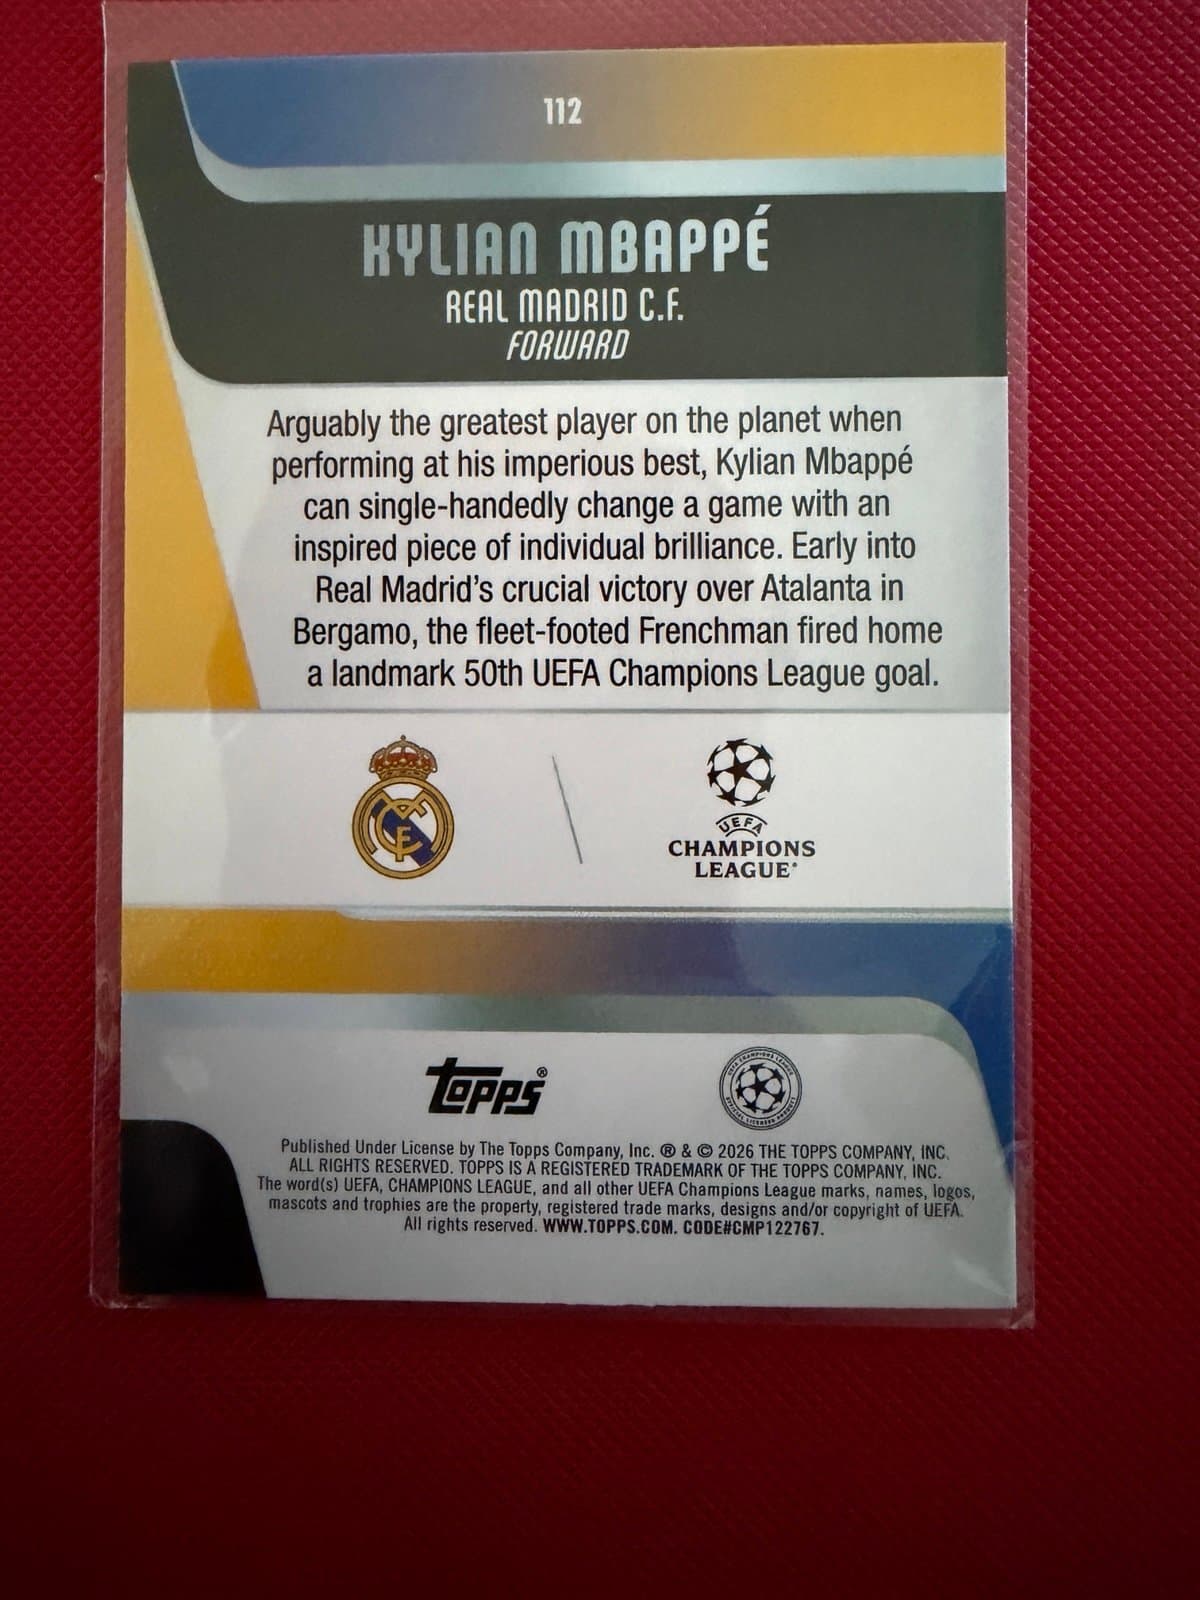 112
KYLIAN MBAPPÉ
REAL MADRID C.F.
FORWARD
Arguably the greatest player on the planet when
performing at his imperious best, Kylian Mbappé
can single-handedly change a game with an
inspired piece of individual brilliance. Early into
Real Madrid's crucial victory over Atalanta in
Bergamo, the fleet-footed Frenchman fired home
a landmark 50th UEFA Champions League goal.
UEFA
CHAMPIONS
LEAGUE®
topps®
Published Under License by The Topps Company, Inc. ® & © 2026 THE TOPPS COMPANY, INC.
ALL RIGHTS RESERVED. TOPPS IS A REGISTERED TRADEMARK OF THE TOPPS COMPANY, INC.
The word(s) UEFA, CHAMPIONS LEAGUE, and all other UEFA Champions League marks, names, logos,
mascots and trophies are the property, registered trade marks, designs and/or copyright of UEFA.
All rights reserved. WWW.TOPPS.COM. CODE#CMP122767.